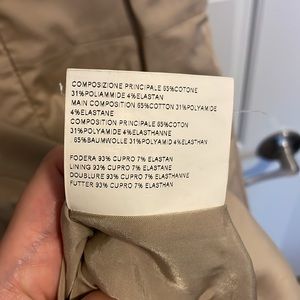 COMPOSIZIONE PRINCIPALE 65%COTONE
31%POLIAMMIDE 4%ELASTAN
MAIN COMPOSITION 65%COTTON 31%POLYAMIDE
4%ELASTANE
COMPOSITION PRINCIPALE 65%COTON
31%POLYAMIDE 4%ELASTHANNE
65%BAUMWOLLE 31%POLYAMID 4%ELASTHAN
FODERA 93% CUPRO 7% ELASTAN
LINING 93% CUPRO 7% ELASTANE
DOUBLURE 93% CUPRO 7% ELASTHANNE
FUTTER 93% CUPRO 7% ELASTHAN